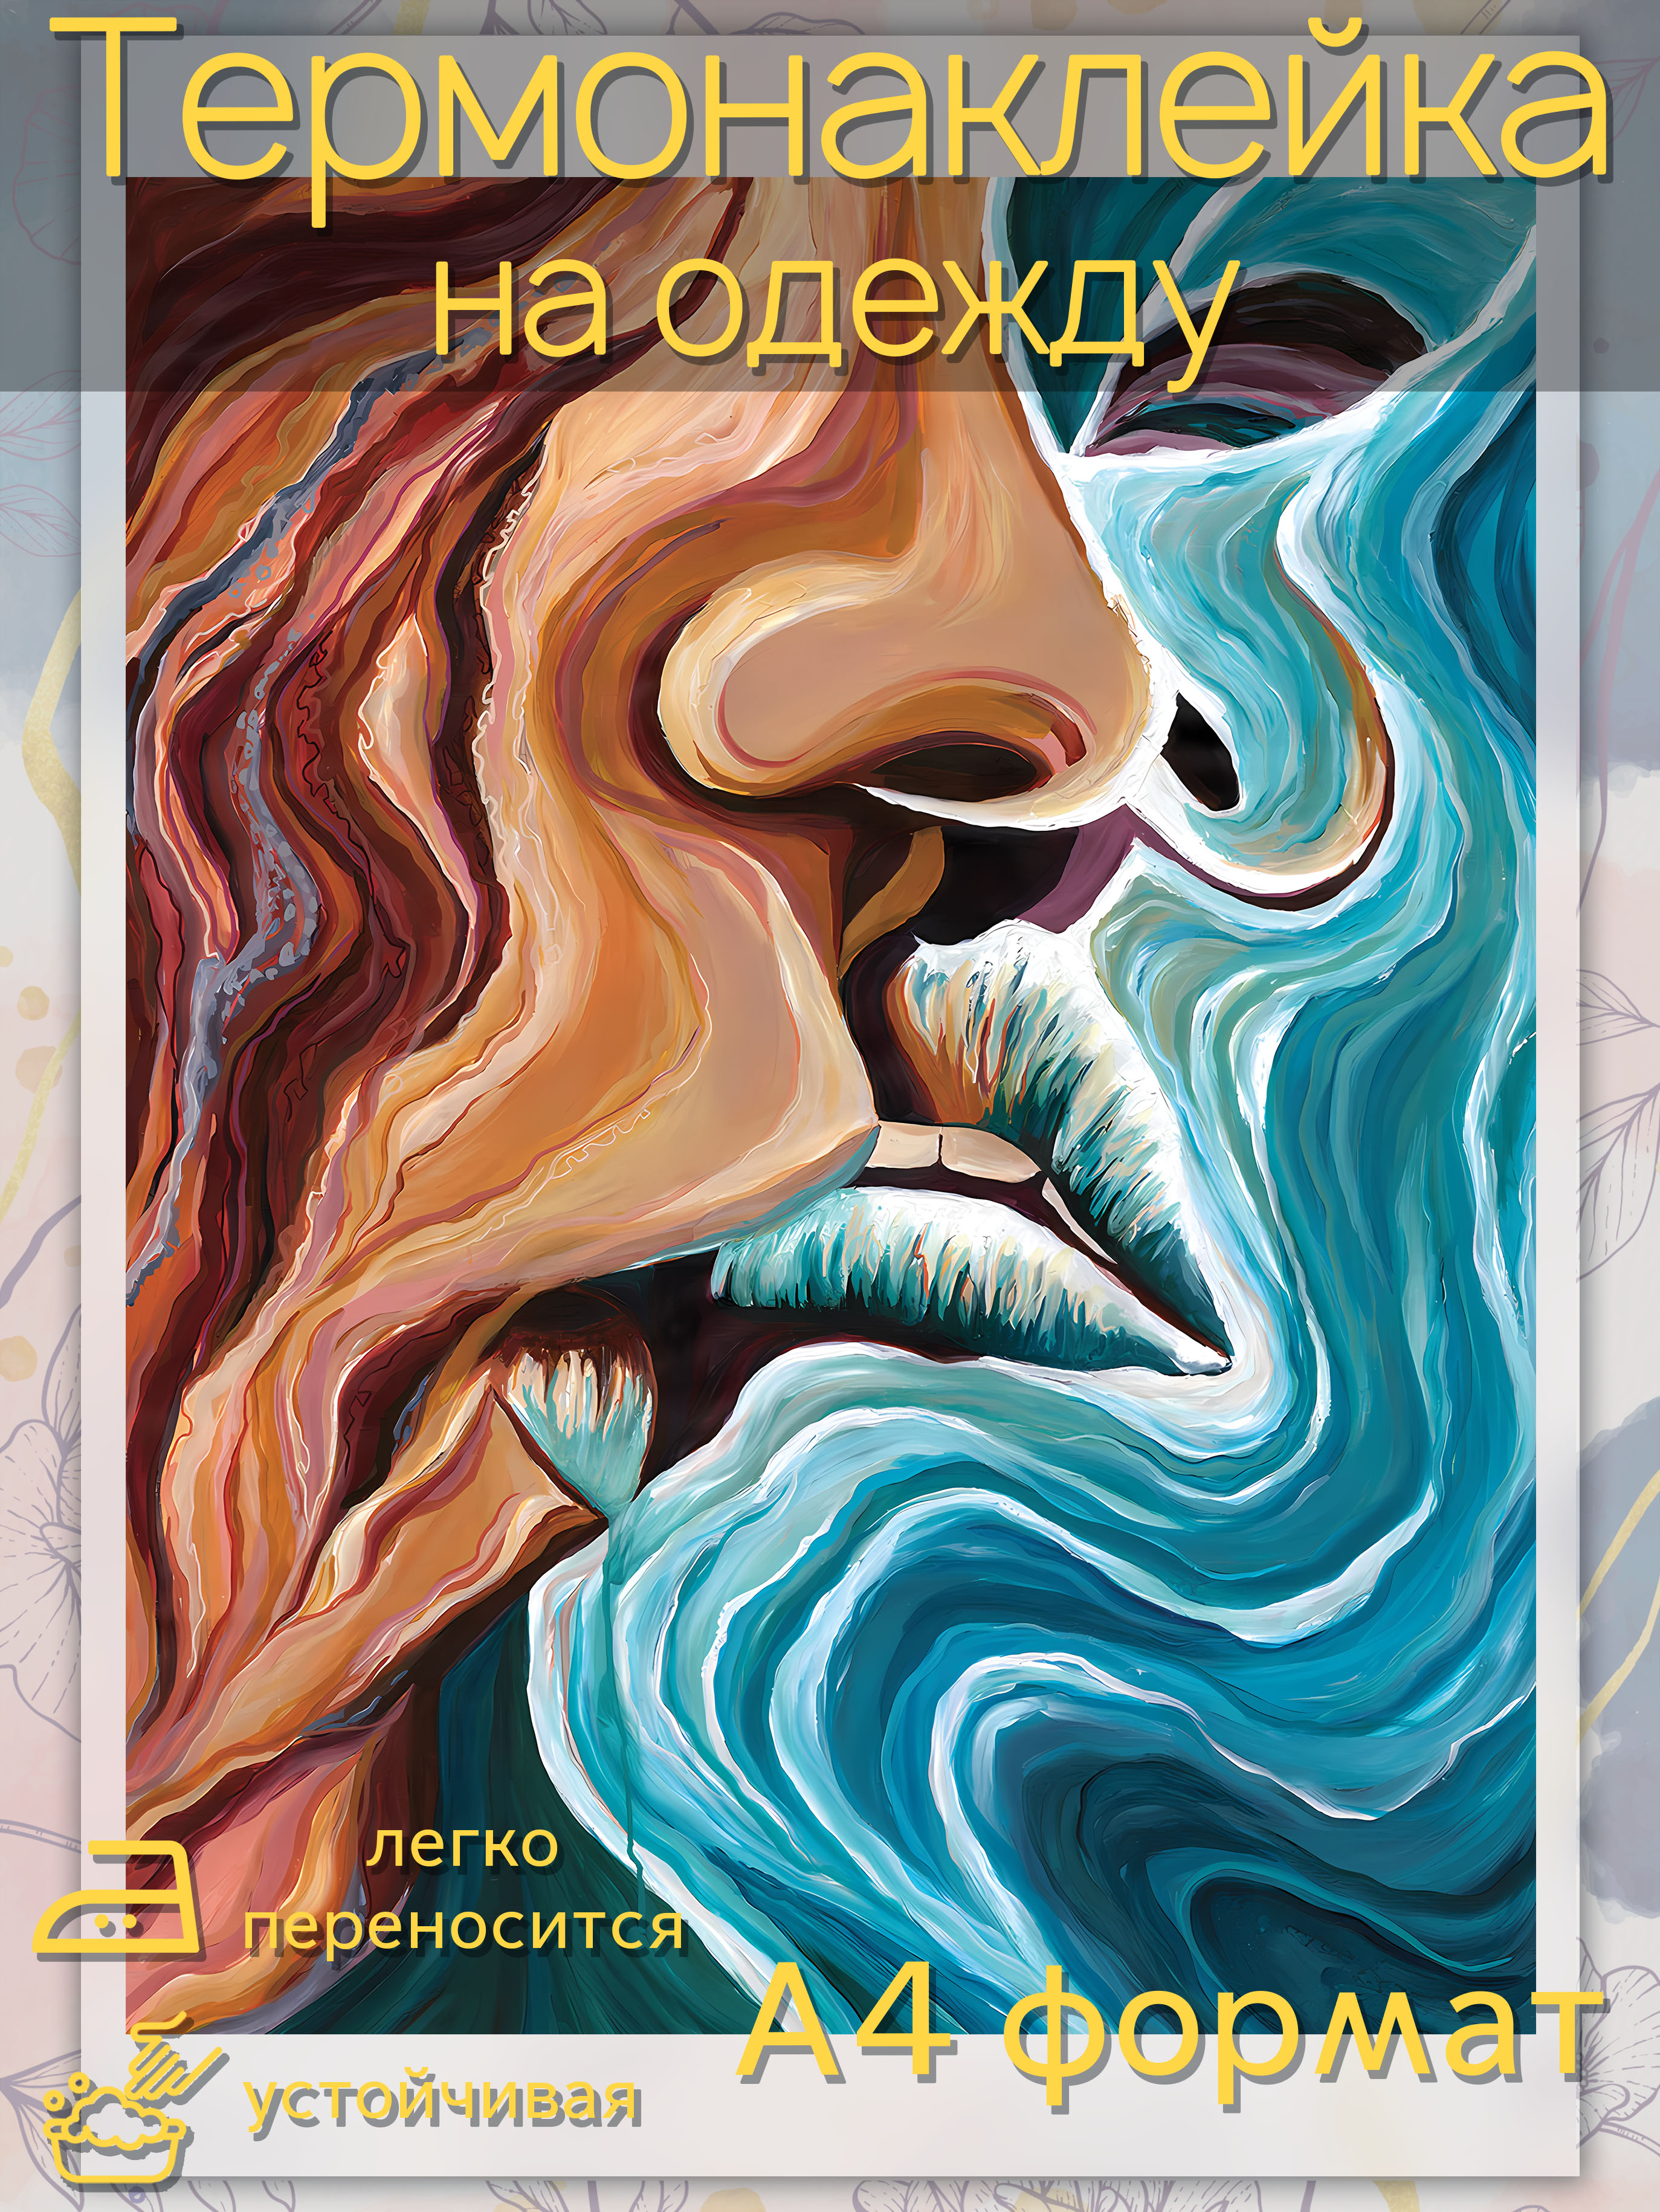 Термонаклейка
на одежду
легко
переносится
А4 формат
устойчивая